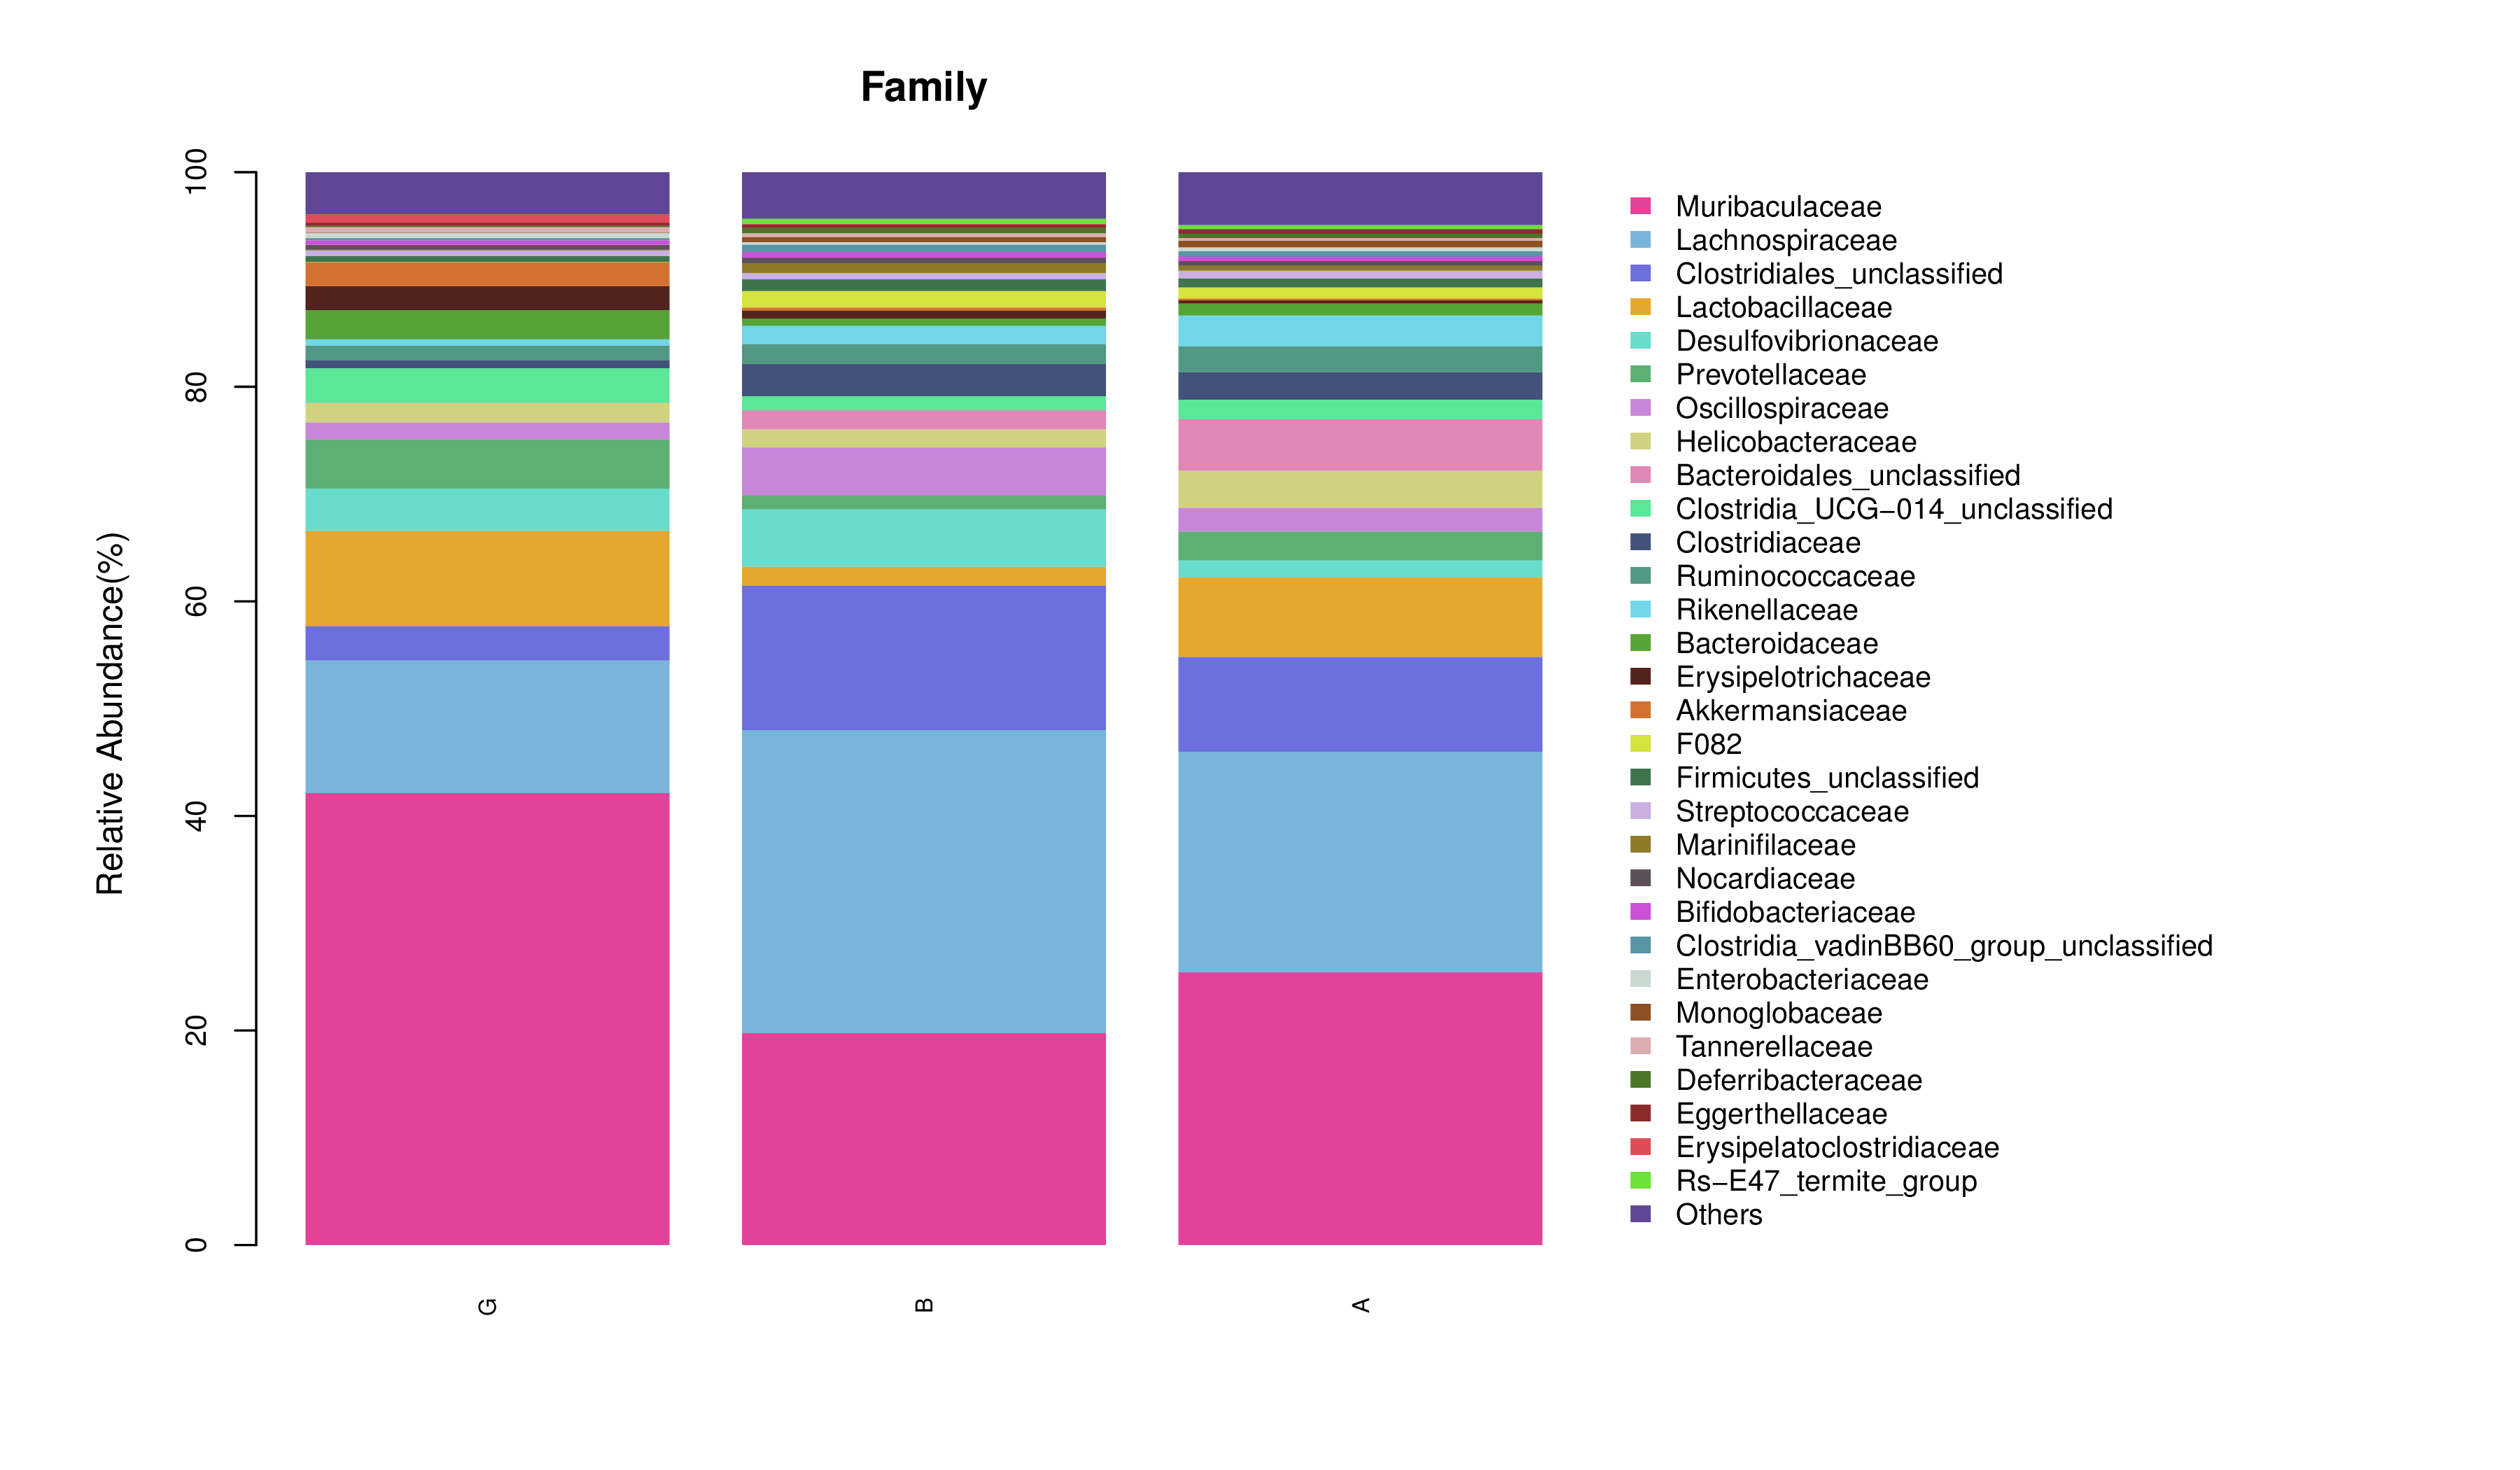 Family
Relative Abundance(%)
100
80
60
40
20
0
G
B
A
Muribaculaceae
Lachnospiraceae
Clostridiales_unclassified
Lactobacillaceae
Desulfovibrionaceae
Prevotellaceae
Oscillospiraceae
Helicobacteraceae
Bacteroidales_unclassified
Clostridia_UCG−014_unclassified
Clostridiaceae
Ruminococcaceae
Rikenellaceae
Bacteroidaceae
Erysipelotrichaceae
Akkermansiaceae
F082
Firmicutes_unclassified
Streptococcaceae
Marinifilaceae
Nocardiaceae
Bifidobacteriaceae
Clostridia_vadinBB60_group_unclassified
Enterobacteriaceae
Monoglobaceae
Tannerellaceae
Deferribacteraceae
Eggerthellaceae
Erysipelatoclostridiaceae
Rs−E47_termite_group
Others